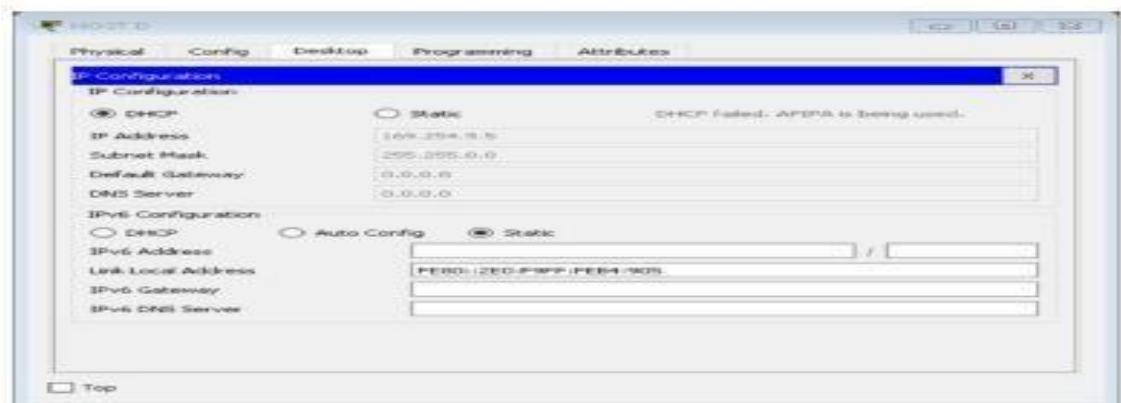 HOST D
Physical Config Desktop Programming Attributes
IP Configuration
IP Configuration
DHCP Static DHCP failed. APIPA is being used.
IP Address 169.254.9.5
Subnet Mask 255.255.0.0
Default Gateway 0.0.0.0
DNS Server 0.0.0.0
IPv6 Configuration
DHCP Auto Config Static
IPv6 Address /
Link Local Address FE80::2E0:F9FF:FEB4:905
IPv6 Gateway
IPv6 DNS Server
Top